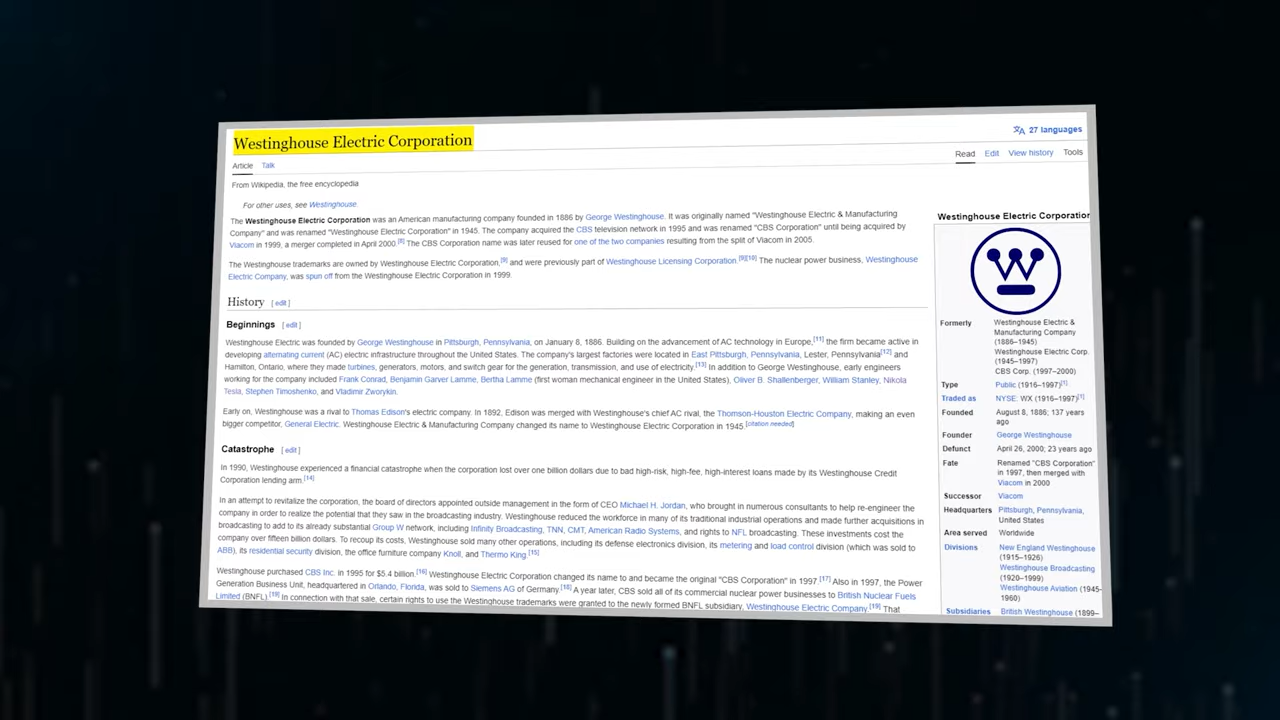 Westinghouse Electric Corporation
27 languages
Article Talk
Read Edit View history Tools
From Wikipedia, the free encyclopedia
For other uses, see Westinghouse.
The Westinghouse Electric Corporation was an American manufacturing company founded in 1886 by George Westinghouse. It was originally named "Westinghouse Electric & Manufacturing
Company" and was renamed "Westinghouse Electric Corporation" in 1945. The company acquired the CBS television network in 1995 and was renamed "CBS Corporation" until being acquired by
Viacom in 1999, a merger completed in April 2000.[8] The CBS Corporation name was later reused for one of the two companies resulting from the split of Viacom in 2005.
The Westinghouse trademarks are owned by Westinghouse Electric Corporation,[9] and were previously part of Westinghouse Licensing Corporation.[9][10] The nuclear power business, Westinghouse
Electric Company, was spun off from the Westinghouse Electric Corporation in 1999.
History [ edit ]
Beginnings [ edit ]
Westinghouse Electric was founded by George Westinghouse in Pittsburgh, Pennsylvania, on January 8, 1886. Building on the advancement of AC technology in Europe,[11] the firm became active in
developing alternating current (AC) electric infrastructure throughout the United States. The company's largest factories were located in East Pittsburgh, Pennsylvania, Lester, Pennsylvania[12] and
Hamilton, Ontario, where they made turbines, generators, motors, and switch gear for the generation, transmission, and use of electricity.[13] In addition to George Westinghouse, early engineers
working for the company included Frank Conrad, Benjamin Garver Lamme, Bertha Lamme (first woman mechanical engineer in the United States), Oliver B. Shallenberger, William Stanley, Nikola
Tesla, Stephen Timoshenko, and Vladimir Zworykin.
Early on, Westinghouse was a rival to Thomas Edison's electric company. In 1892, Edison was merged with Westinghouse's chief AC rival, the Thomson-Houston Electric Company, making an even
bigger competitor, General Electric. Westinghouse Electric & Manufacturing Company changed its name to Westinghouse Electric Corporation in 1945.[citation needed]
Catastrophe [ edit ]
In 1990, Westinghouse experienced a financial catastrophe when the corporation lost over one billion dollars due to bad high-risk, high-fee, high-interest loans made by its Westinghouse Credit
Corporation lending arm.[14]
In an attempt to revitalize the corporation, the board of directors appointed outside management in the form of CEO Michael H. Jordan, who brought in numerous consultants to help re-engineer the
company in order to realize the potential that they saw in the broadcasting industry. Westinghouse reduced the workforce in many of its traditional industrial operations and made further acquisitions in
broadcasting to add to its already substantial Group W network, including Infinity Broadcasting, TNN, CMT, American Radio Systems, and rights to NFL broadcasting. These investments cost the
company over fifteen billion dollars. To recoup its costs, Westinghouse sold many other operations, including its defense electronics division, its metering and load control division (which was sold to
ABB), its residential security division, the office furniture company Knoll, and Thermo King.[15]
Westinghouse purchased CBS Inc. in 1995 for $5.4 billion.[16] Westinghouse Electric Corporation changed its name to and became the original "CBS Corporation" in 1997.[17] Also in 1997, the Power
Generation Business Unit, headquartered in Orlando, Florida, was sold to Siemens AG of Germany.[18] A year later, CBS sold all of its commercial nuclear power businesses to British Nuclear Fuels
Limited (BNFL).[19] In connection with that sale, certain rights to use the Westinghouse trademarks were granted to the newly formed BNFL subsidiary, Westinghouse Electric Company.[19] That
Westinghouse Electric Corporation
Formerly Westinghouse Electric &
Manufacturing Company
(1886–1945)
Westinghouse Electric Corp.
(1945–1997)
CBS Corp. (1997–2000)
Type Public (1916–1997)[1]
Traded as NYSE: WX (1916–1997)[1]
Founded August 8, 1886; 137 years
ago
Founder George Westinghouse
Defunct April 26, 2000; 23 years ago
Fate Renamed "CBS Corporation"
in 1997, then merged with
Viacom in 2000
Successor Viacom
Headquarters Pittsburgh, Pennsylvania,
United States
Area served Worldwide
Divisions New England Westinghouse
(1915–1926)
Westinghouse Broadcasting
(1920–1999)
Westinghouse Aviation (1945-
1960)
Subsidiaries British Westinghouse (1899–